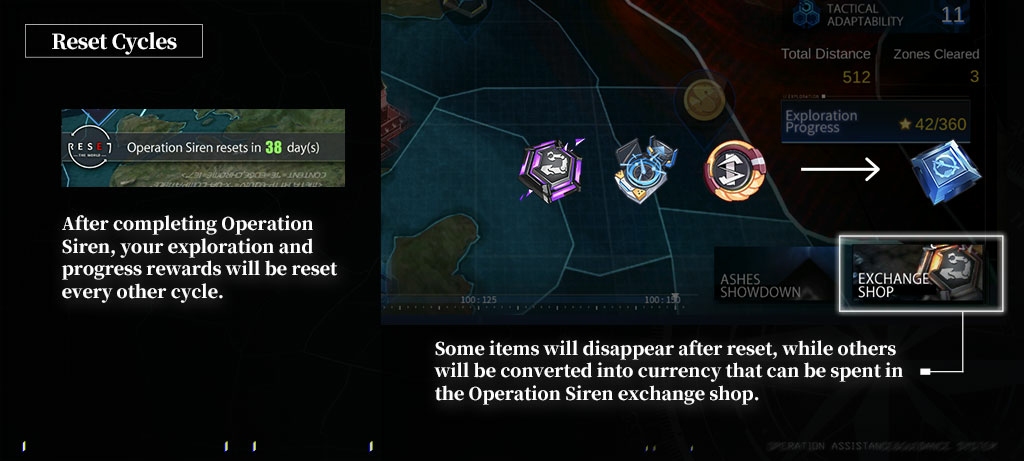 Reset Cycles
TACTICAL
ADAPTABILITY
11
Total Distance
Zones Cleared
512
3
Exploration
Progress
42/360
RESET
THE WORLD
Operation Siren resets in 38 day(s)
After completing Operation
Siren, your exploration and
progress rewards will be reset
every other cycle.
ASHES
SHOWDOWN
EXCHANGE
SHOP
100 : 125
100 : 150
Some items will disappear after reset, while others
will be converted into currency that can be spent in
the Operation Siren exchange shop.